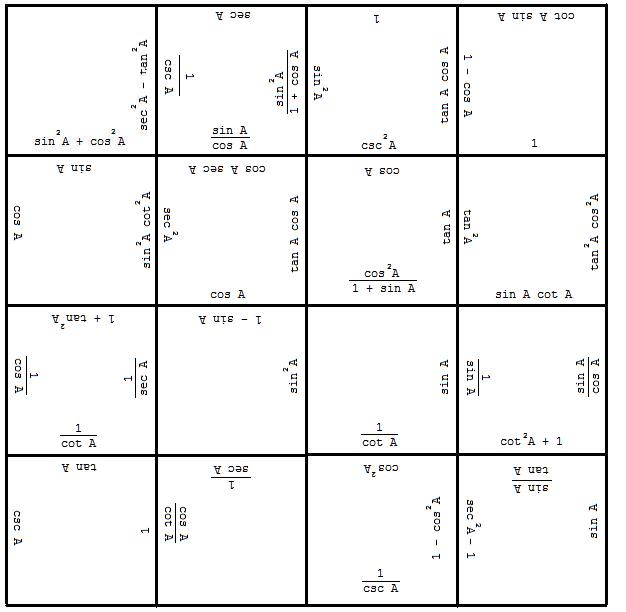 sec²A - tan²A
sin²A + cos²A
sec A
1
csc A
sin²A
1 + cos A
sin A
cos A
1
sin²A
tan A cos A
csc²A
cot A sin A
1 - cos A
1
sin A
cos A
sin²A cot²A
cos A sec A
sec²A
tan A cos A
cos A
cos A
tan A
cos²A
1 + sin A
tan²A
tan²A cos²A
sin A cot A
1 + tan²A
1
cos A
1
sec A
1
cot A
1 - sin A
sin²A
sin A
1
cot A
1
sin A
sin A
cos A
cot²A + 1
tan A
csc A
1
1
sec A
cos A
cot A
cos²A
1 - cos²A
1
csc A
sin A
tan A
sec²A - 1
sin A